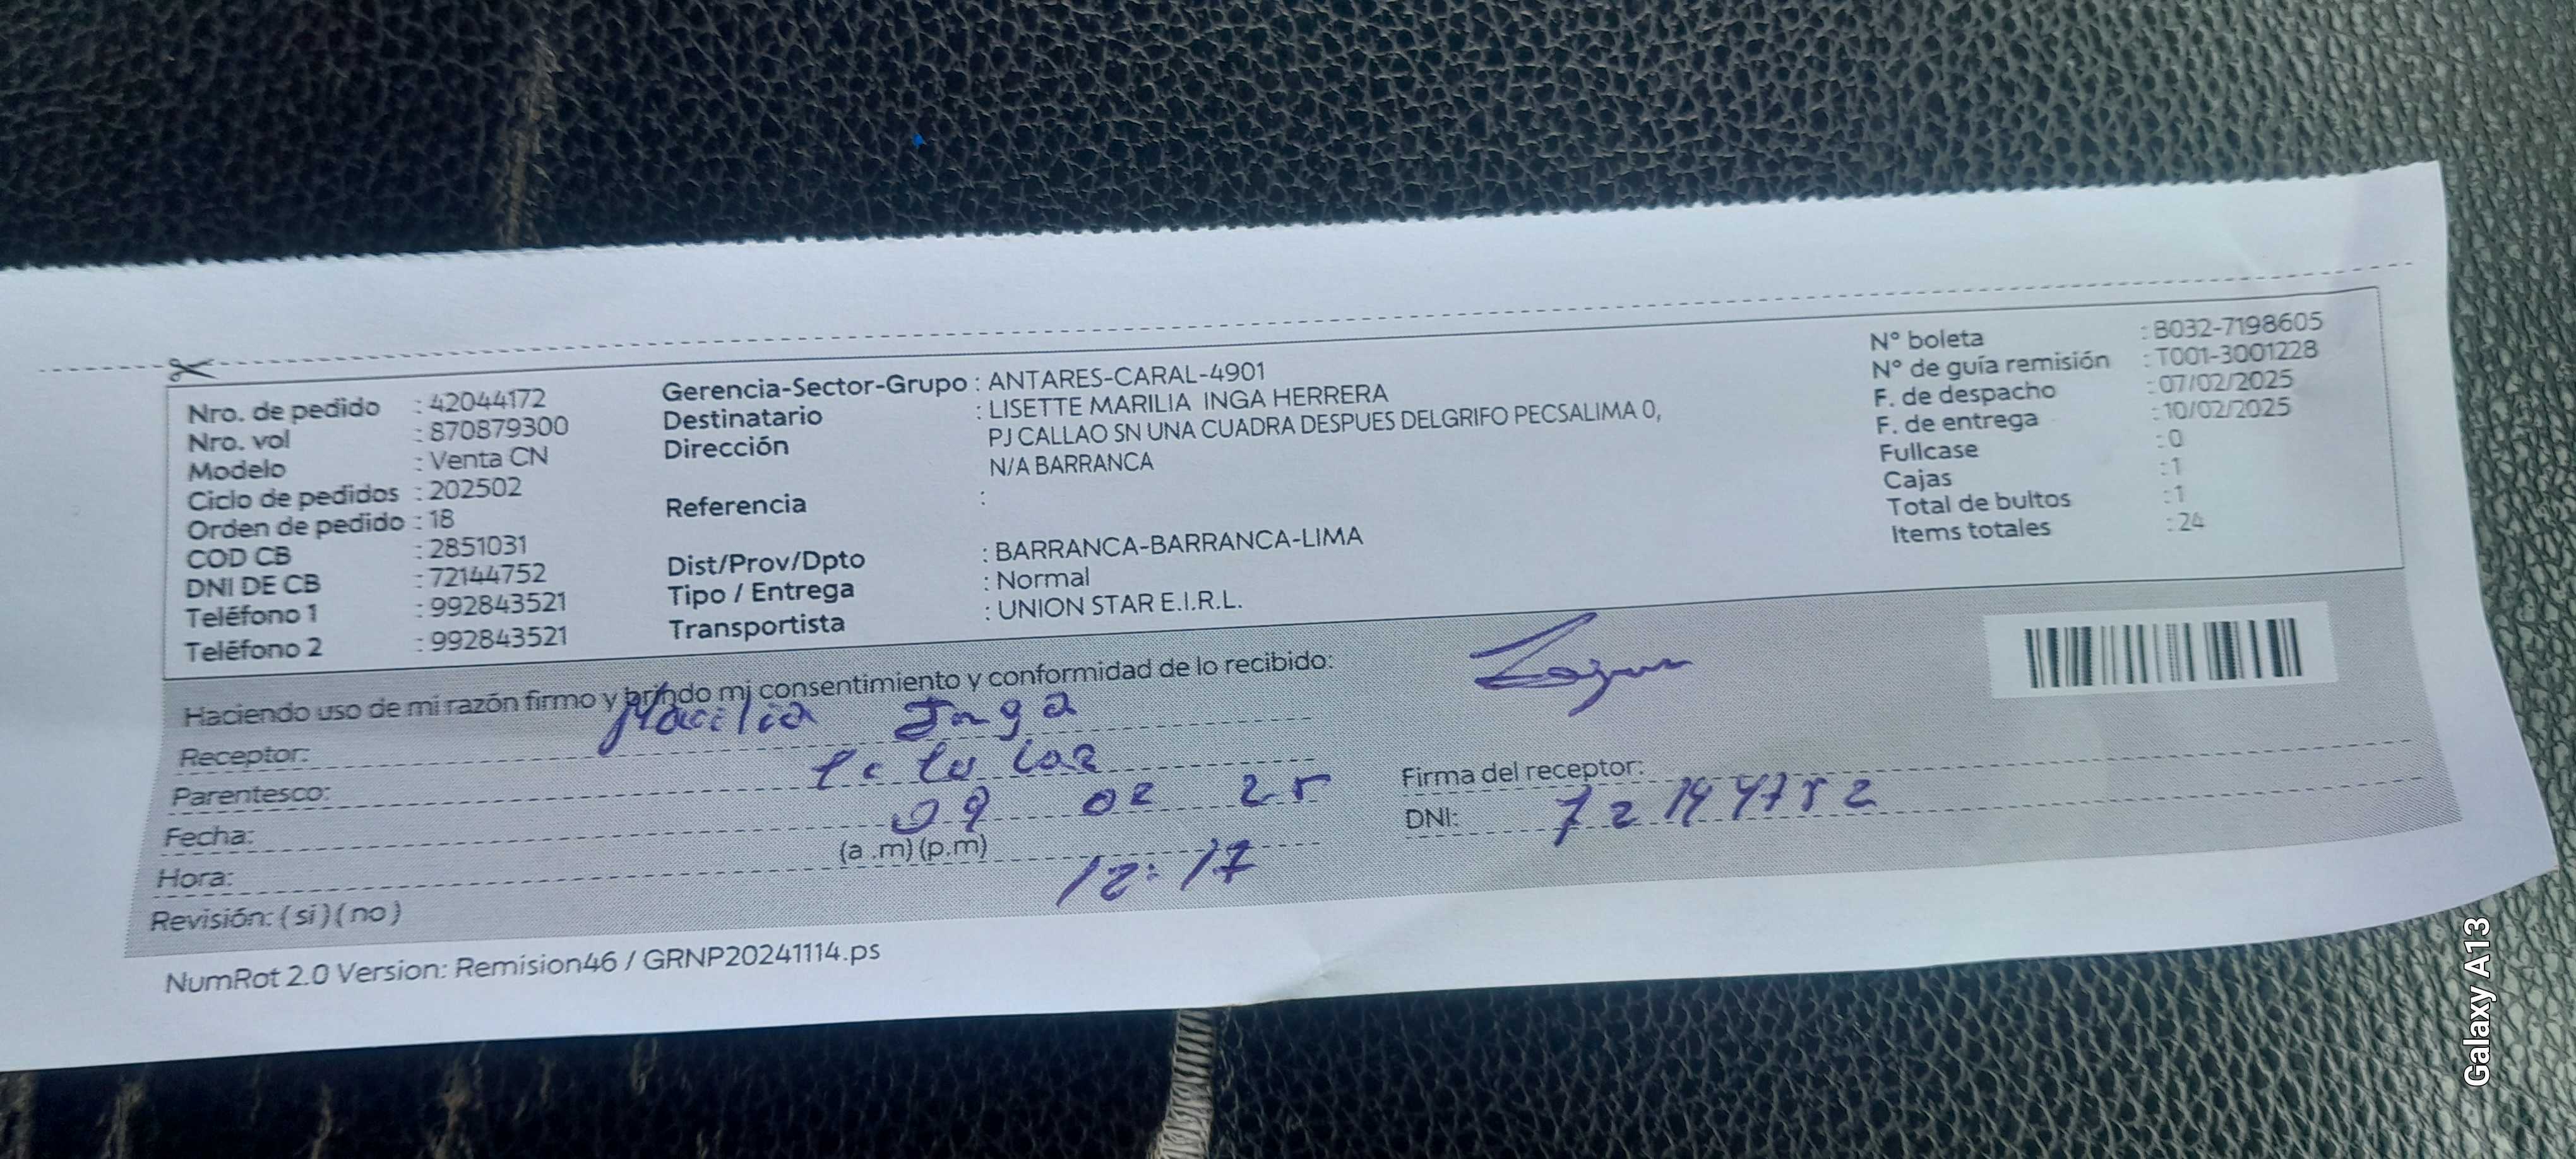 Nro. de pedido : 42044172
Nro. vol : 870879300
Modelo : Venta CN
Ciclo de pedidos : 202502
Orden de pedido : 18
COD CB : 2851031
DNI DE CB : 72144752
Teléfono 1 : 992843521
Teléfono 2 : 992843521
Gerencia-Sector-Grupo : ANTARES-CARAL-4901
Destinatario : LISETTE MARILIA INGA HERRERA
Dirección PJ CALLAO SN UNA CUADRA DESPUES DELGRIFO PECSALIMA 0,
N/A BARRANCA
Referencia :
Dist/Prov/Dpto : BARRANCA-BARRANCA-LIMA
Tipo / Entrega : Normal
Transportista : UNION STAR E.I.R.L.
N° boleta : B032-7198605
N° de guía remisión : T001-3001228
F. de despacho : 07/02/2025
F. de entrega : 10/02/2025
Fullcase : 0
Cajas : 1
Total de bultos : 1
Items totales : 24
Haciendo uso de mi razón firmo y brindo mi consentimiento y conformidad de lo recibido:
Receptor: Marilia Inga
Parentesco: titular
Fecha: 09 02 25
Hora: (a .m) (p.m) 12:17
Revisión: ( si ) ( no )
Firma del receptor:
DNI: 72144752
NumRot 2.0 Version: Remision46 / GRNP20241114.ps
Galaxy A13